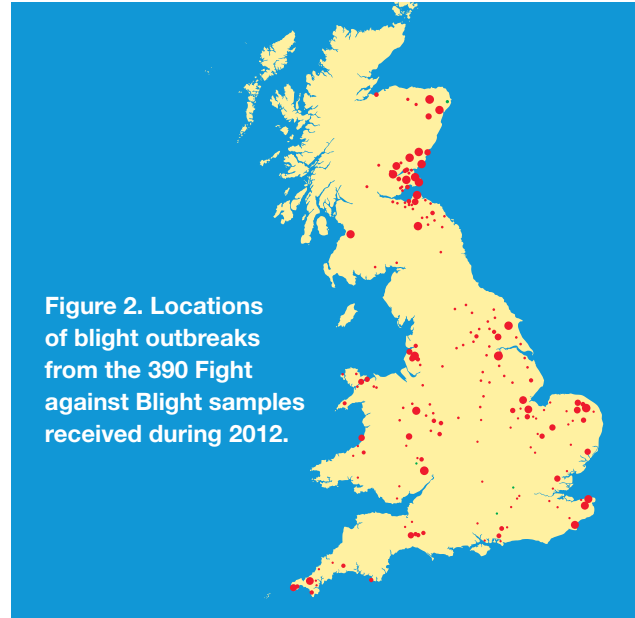 Figure 2. Locations
of blight outbreaks
from the 390 Fight
against Blight samples
received during 2012.